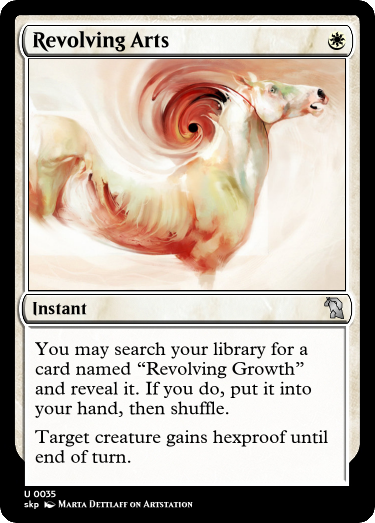 Revolving Arts
Instant
You may search your library for a
card named “Revolving Growth”
and reveal it. If you do, put it into
your hand, then shuffle.
Target creature gains hexproof until
end of turn.
U 0035
skp Marta Dettlaff on Artstation